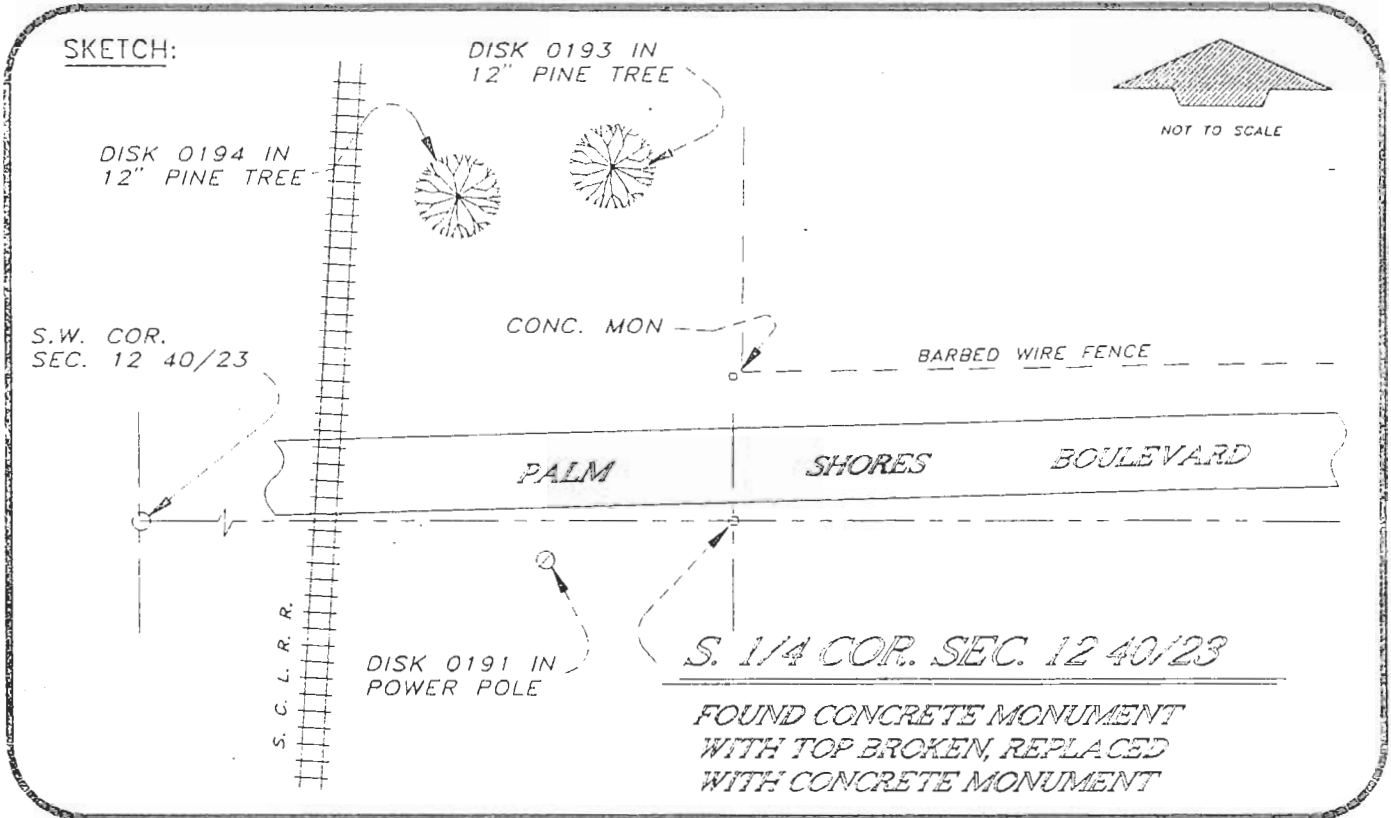 SKETCH:
DISK 0193 IN
12" PINE TREE
NOT TO SCALE
DISK 0194 IN
12" PINE TREE
S.W. COR.
SEC. 12 40/23
CONC. MON
BARBED WIRE FENCE
PALM SHORES BOULEVARD
S. C. L. R. R.
DISK 0191 IN
POWER POLE
S. 1/4 COR. SEC. 12 40/23
FOUND CONCRETE MONUMENT
WITH TOP BROKEN, REPLACED
WITH CONCRETE MONUMENT